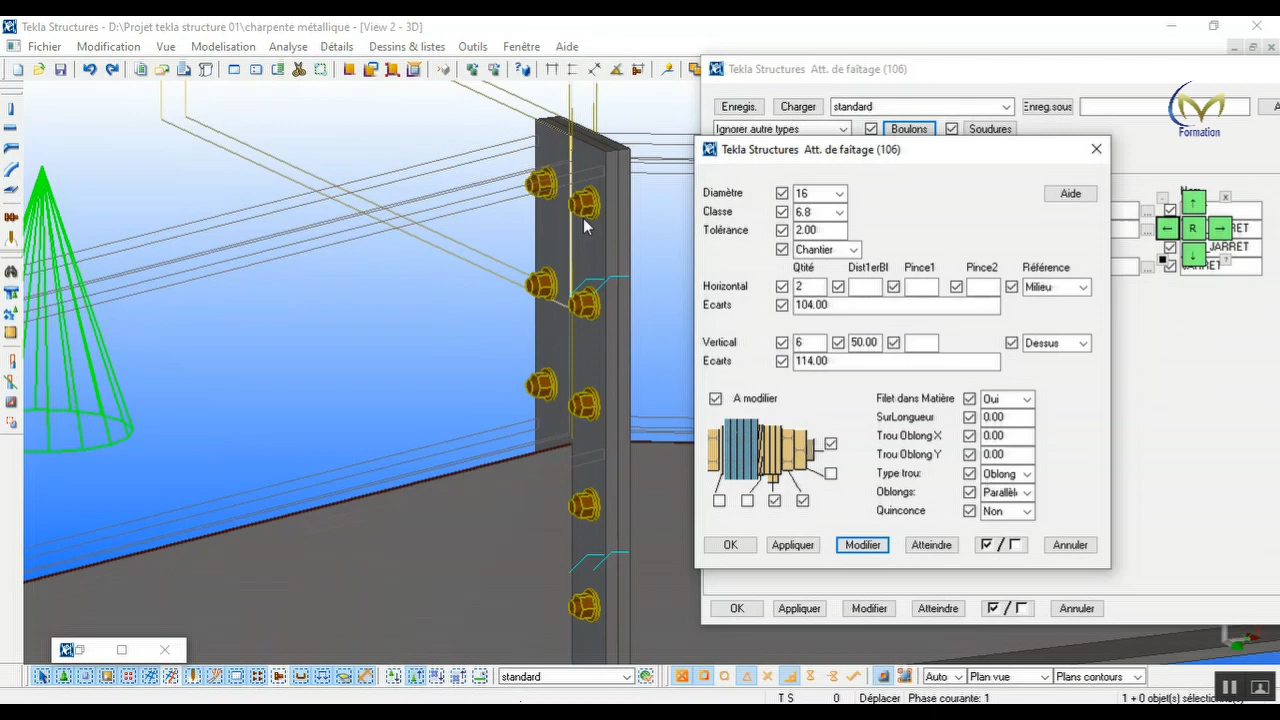 Tekla Structures - D:\Projet tekla structure 01\charpente métallique - [View 2 - 3D]
Fichier Modification Vue Modelisation Analyse Détails Dessins & listes Outils Fenêtre Aide
Tekla Structures Att. de faîtage (106)
Enregis. Charger standard Enreg.sous
Formation
Ignorer autre types Boulons Soudures
Tekla Structures Att. de faîtage (106)
Diamètre 16 Aide
Classe 6.8
Tolérance 2.00
Chantier
Qtité Dist1erBl Pince1 Pince2 Référence
Horizontal 2 Milieu
Ecarts 104.00
Vertical 6 50.00 Dessus
Ecarts 114.00
A modifier Filet dans Matière Oui
SurLongueur 0.00
Trou Oblong X 0.00
Trou Oblong Y 0.00
Type trou: Oblong
Oblongs: Parallèl
Quinconce Non
OK Appliquer Modifier Atteindre / Annuler
R
JARRET
OK Appliquer Modifier Atteindre / Annuler
standard Auto Plan vue Plans contours
T S 0 Déplacer Phase courante: 1 1 + 0 objet(s) sélectionné